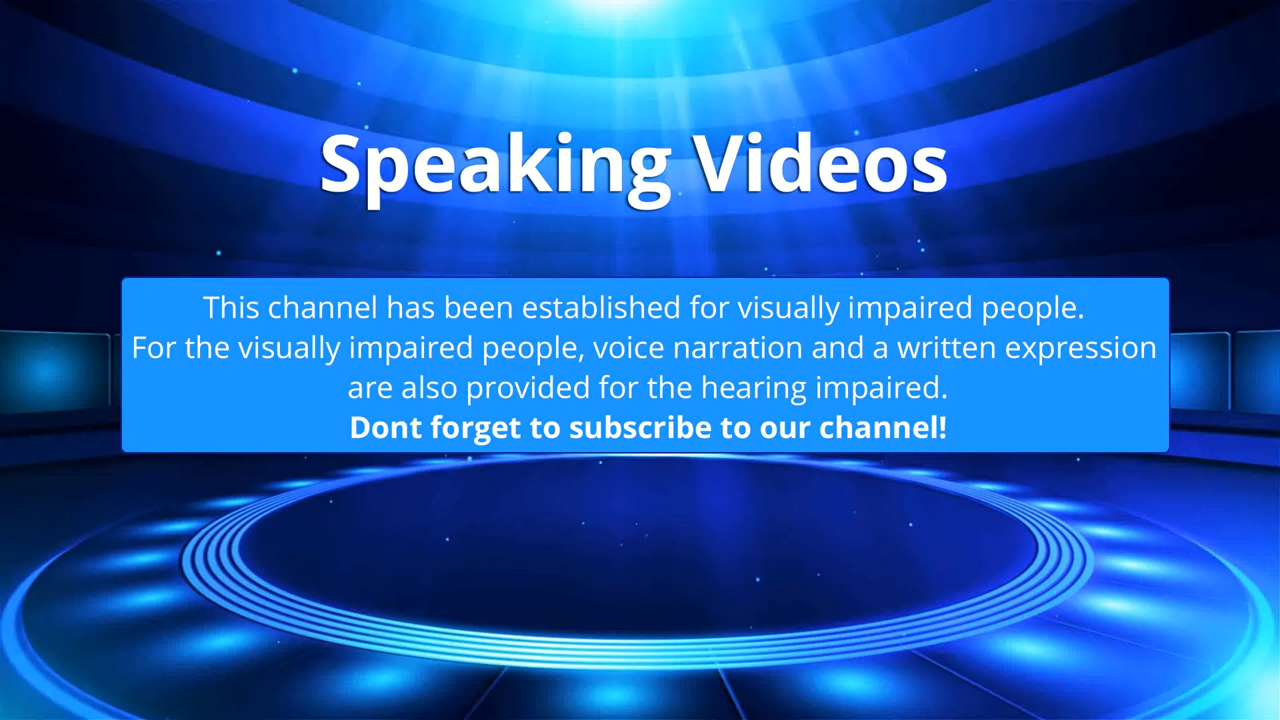 Speaking Videos
This channel has been established for visually impaired people.
For the visually impaired people, voice narration and a written expression
are also provided for the hearing impaired.
Dont forget to subscribe to our channel!